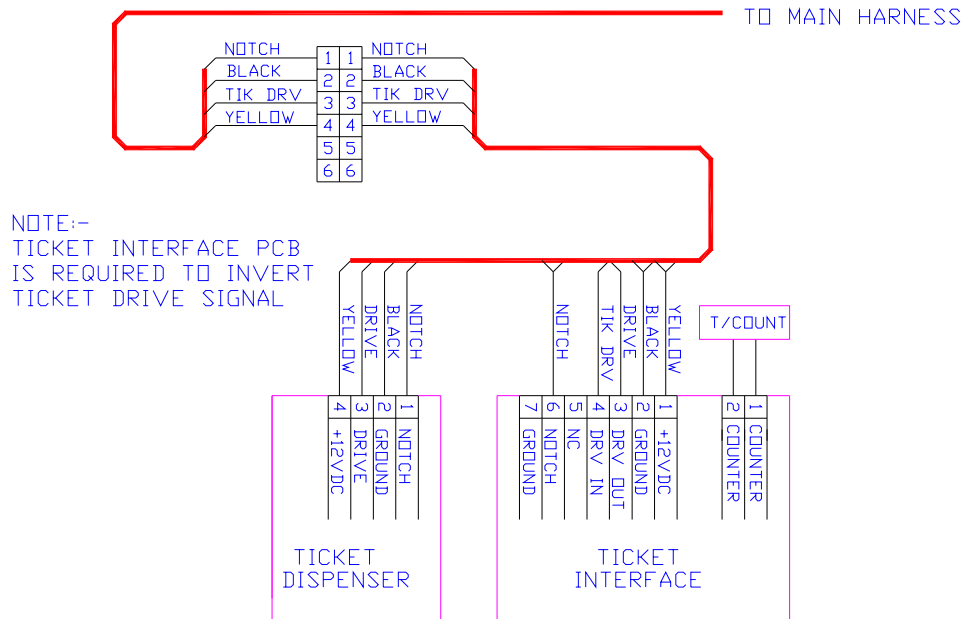 TO MAIN HARNESS
NOTCH 1 1 NOTCH
BLACK 2 2 BLACK
TIK DRV 3 3 TIK DRV
YELLOW 4 4 YELLOW
5 5
6 6
NOTE:-
TICKET INTERFACE PCB
IS REQUIRED TO INVERT
TICKET DRIVE SIGNAL
YELLOW
DRIVE
BLACK
NOTCH
NOTCH
TIK DRV
DRIVE
BLACK
YELLOW
T/COUNT
4 3 2 1
+12VDC
DRIVE
GROUND
NOTCH
7 6 5 4 3 2 1
GROUND
NOTCH
NC
DRV IN
DRV OUT
GROUND
+12VDC
2 1
COUNTER
COUNTER
TICKET
DISPENSER
TICKET
INTERFACE